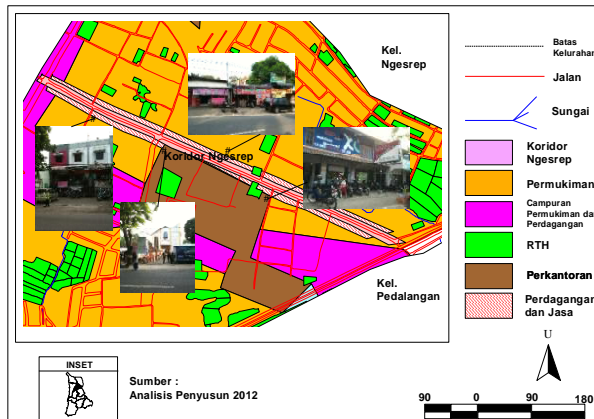 Kel.
Ngesrep
Koridor Ngesrep
Kel.
Pedalangan
Batas
Kelurahan
Jalan
Sungai
Koridor
Ngesrep
Permukiman
Campuran
Permukiman da
Perdagangan
RTH
Perkantoran
Perdagangan
dan Jasa
U
INSET
Sumber :
Analisis Penyusun 2012
90 0 90 180